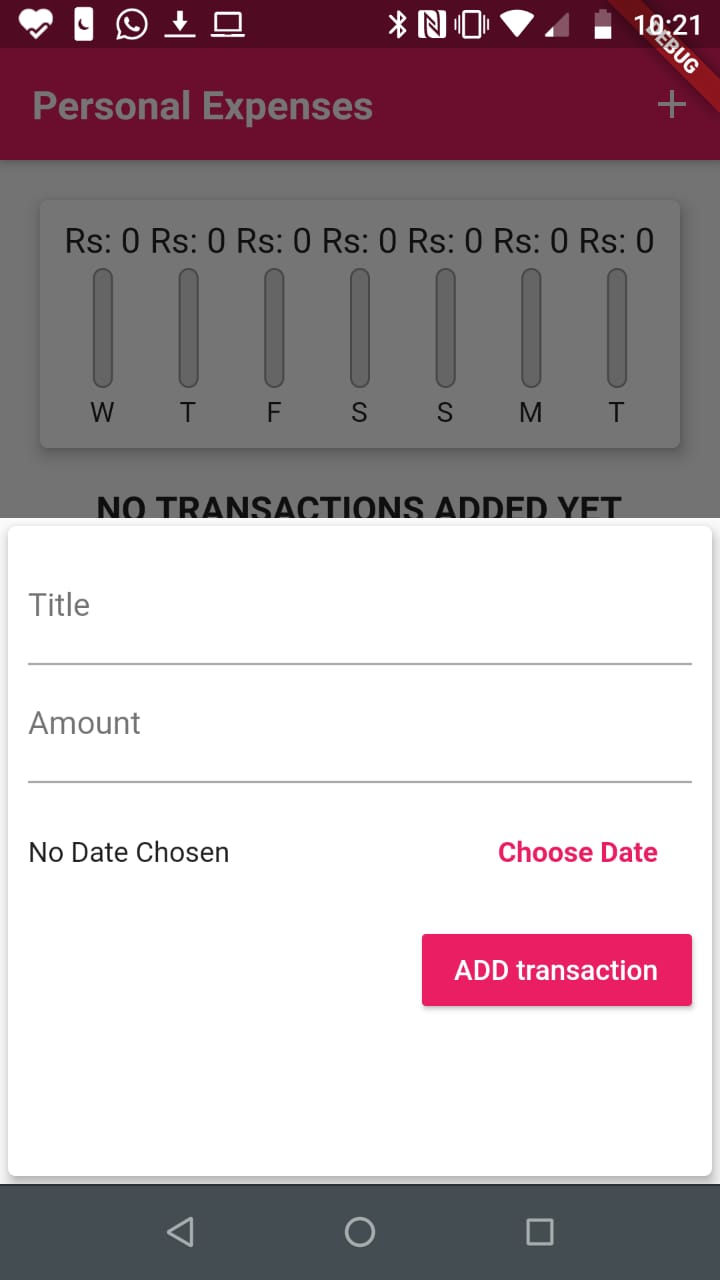 10:21
DEBUG
Personal Expenses
Rs: 0 Rs: 0 Rs: 0 Rs: 0 Rs: 0 Rs: 0 Rs: 0
W T F S S M T
NO TRANSACTIONS ADDED YET
Title
Amount
No Date Chosen Choose Date
ADD transaction